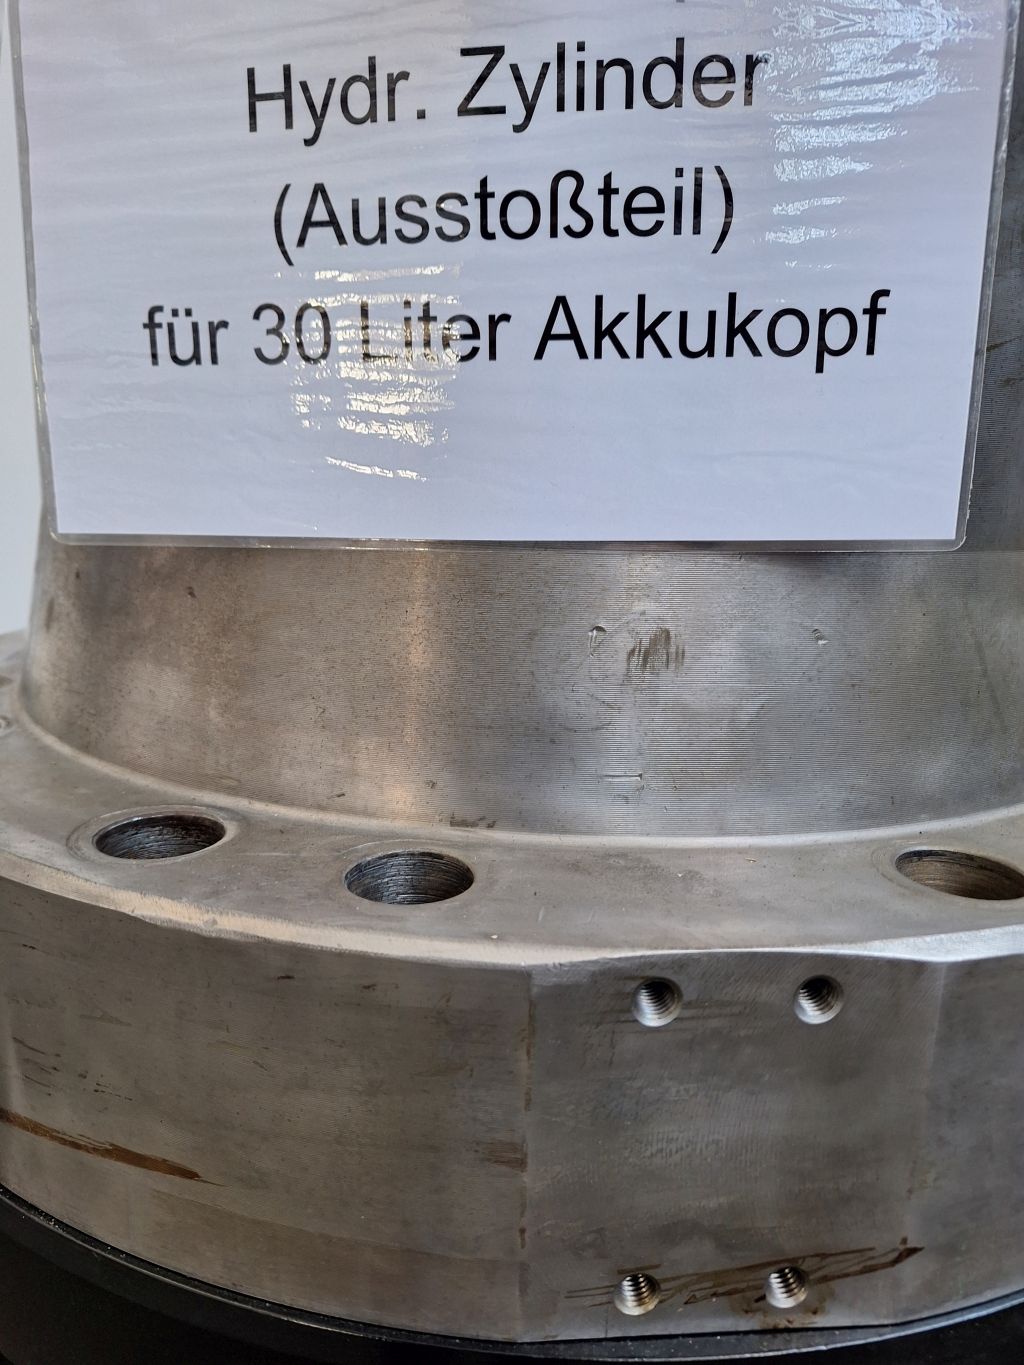 Hydr. Zylinder
(Ausstoßteil)
für 30 Liter Akkukopf